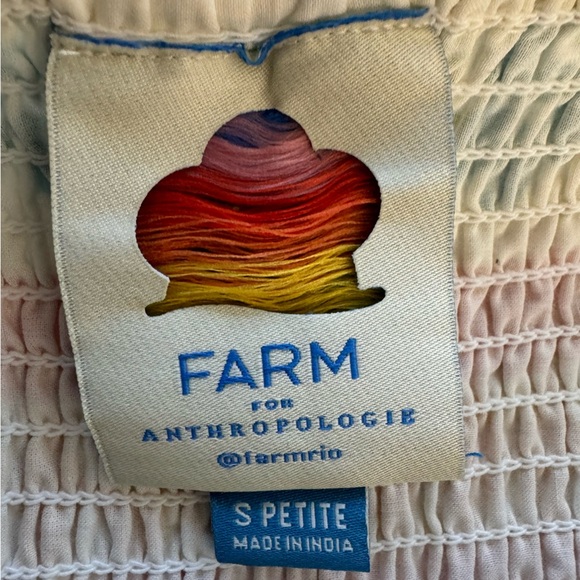 FARM
FOR
ANTHROPOLOGIE
@farmrio
S PETITE
MADE IN INDIA